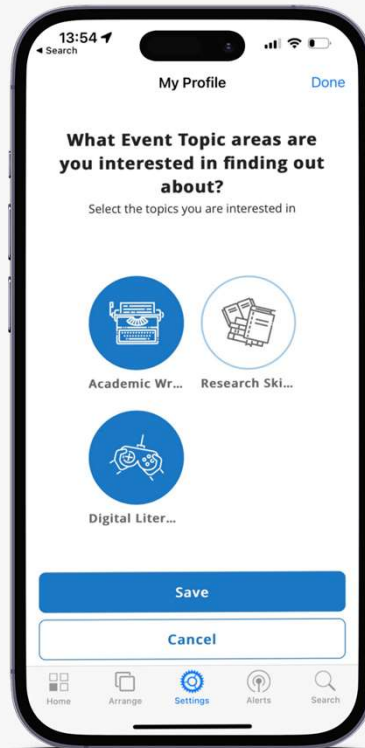 13:54
Search
My Profile
Done
What Event Topic areas are
you interested in finding out
about?
Select the topics you are interested in
Academic Wr...
Research Ski...
Digital Liter...
Save
Cancel
Home
Arrange
Settings
Alerts
Search